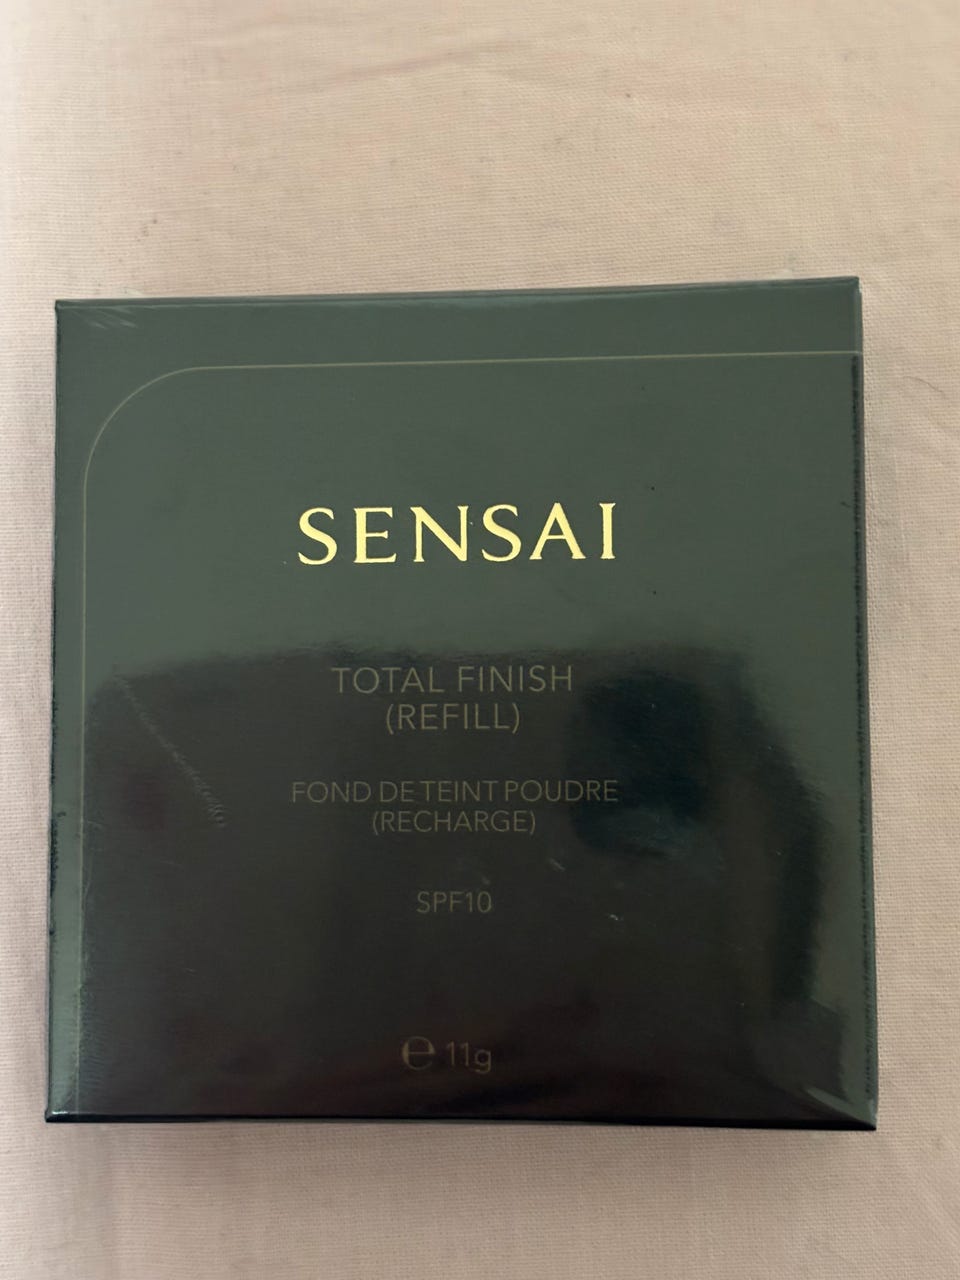 SENSAI
TOTAL FINISH
(REFILL)
FOND DE TEINT POUDRE
(RECHARGE)
SPF10
℮ 11g